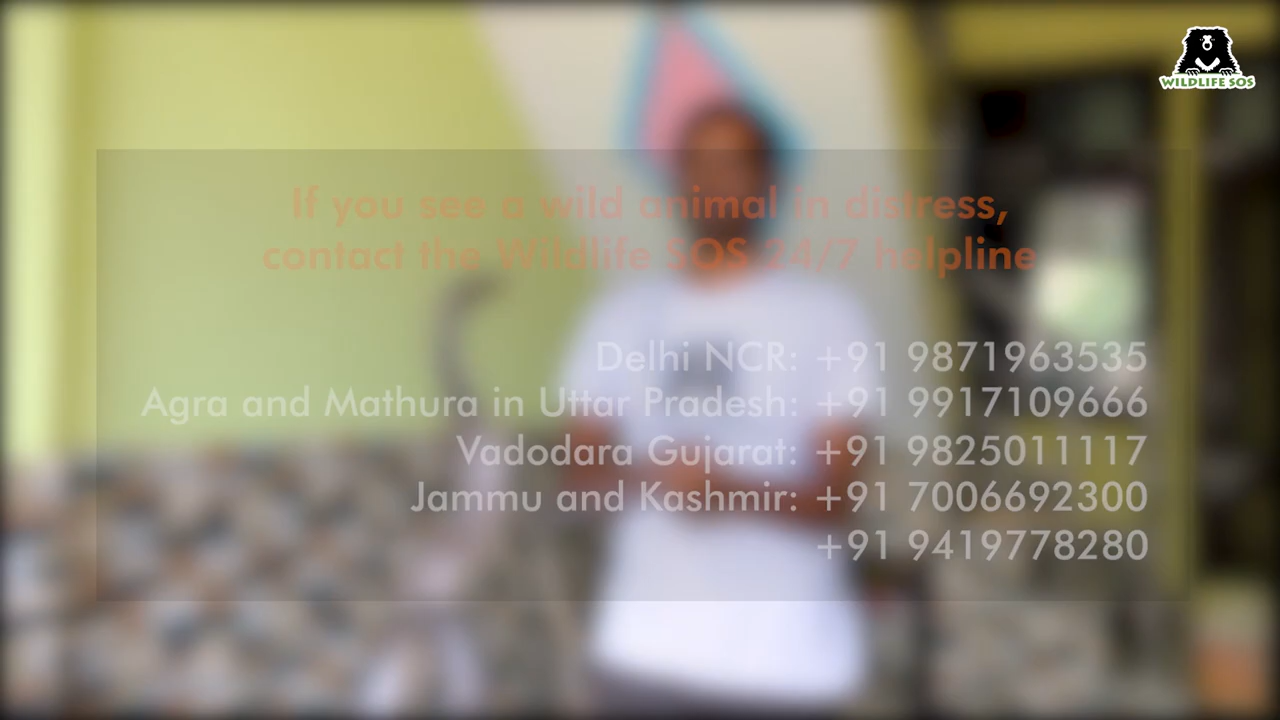 WILDLIFE SOS
If you see a wild animal in distress,
contact the Wildlife SOS 24/7 helpline
Delhi NCR: +91 9871963535
Agra and Mathura in Uttar Pradesh: +91 9917109666
Vadodara Gujarat: +91 9825011117
Jammu and Kashmir: +91 7006692300
+91 9419778280